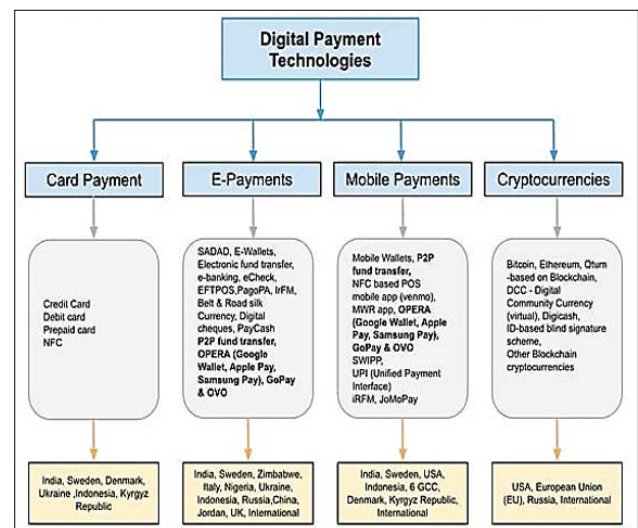 Digital Payment
Technologies
Card Payment
E-Payments
Mobile Payments
Cryptocurrencies
Credit Card
Debit card
Prepaid card
NFC
SADAD, E-Wallets,
Electronic fund transfer,
e-banking, eCheck,
EFTPOS,PagoPA, IrFM,
Belt & Road silk
Currency, Digital
cheques, PayCash
P2P fund transfer,
OPERA (Google
Wallet, Apple Pay,
Samsung Pay), GoPay
& OVO
Mobile Wallets, P2P
fund transfer,
NFC based POS
mobile app (venmo),
MWR app, OPERA
(Google Wallet, Apple
Pay, Samsung Pay),
GoPay & OVO
SWIPP,
UPI (Unified Payment
Interface)
iRFM, JoMoPay
Bitcoin, Ethereum, Qtum
-based on Blockchain,
DCC - Digital
Community Currency
(virtual), Digicash,
ID-based blind signature
scheme,
Other Blockchain
cryptocurrencies
India, Sweden, Denmark,
Ukraine ,Indonesia, Kyrgyz
Republic
India, Sweden, Zimbabwe,
Italy, Nigeria, Ukraine,
Indonesia, Russia,China,
Jordan, UK, International
India, Sweden, USA,
Indonesia, 6 GCC,
Denmark, Kyrgyz Republic,
International
USA, European Union
(EU), Russia, International